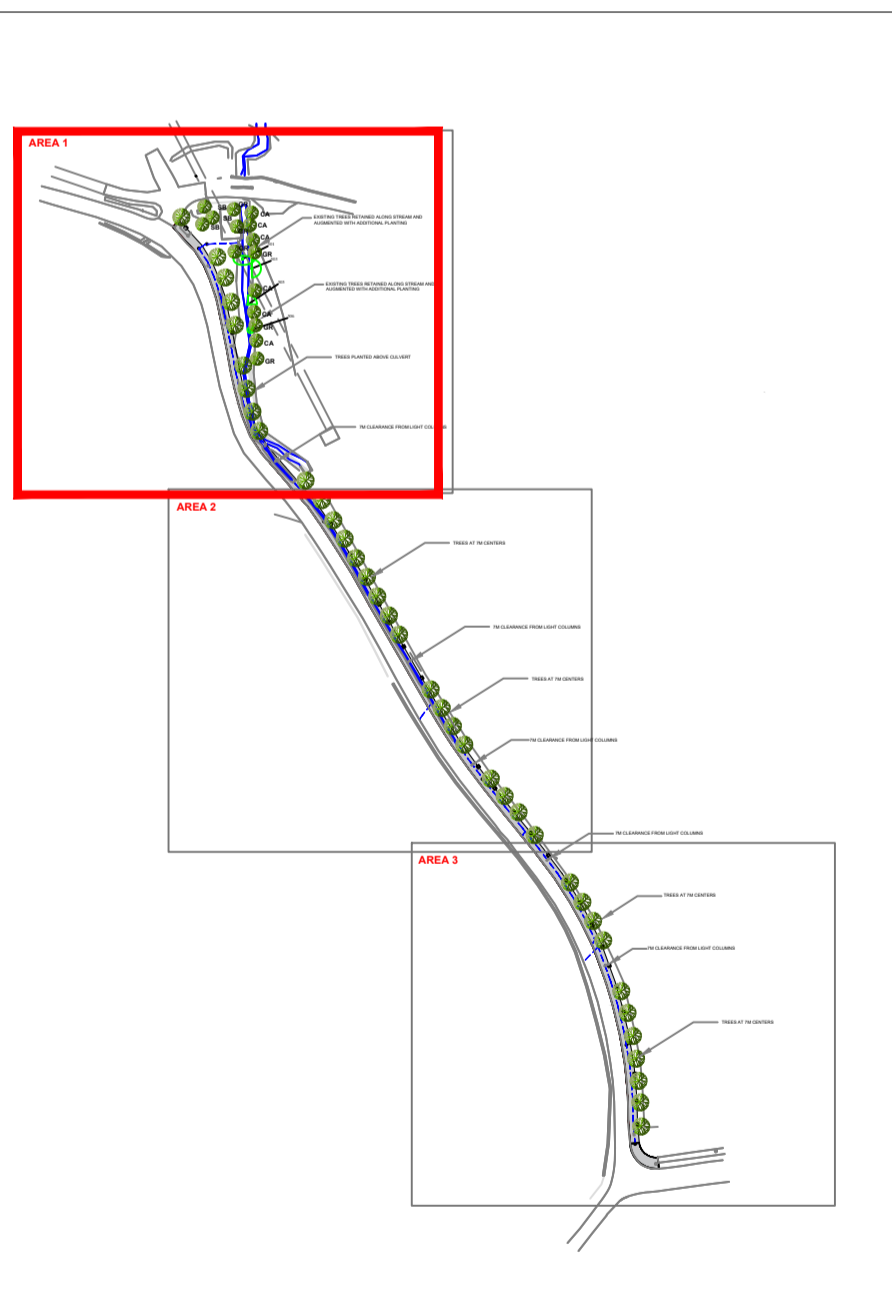 AREA 1
SB
GR
SB
CA
SB
GR
CA
CA
EXISTING TREES RETAINED ALONG STREAM AND
AUGMENTED WITH ADDITIONAL PLANTING
GR
GR
CA
EXISTING TREES RETAINED ALONG STREAM AND
AUGMENTED WITH ADDITIONAL PLANTING
CA
GR
CA
TREES PLANTED ABOVE CULVERT
GR
7M CLEARANCE FROM LIGHT COLUMNS
AREA 2
TREES AT 7M CENTERS
7M CLEARANCE FROM LIGHT COLUMNS
TREES AT 7M CENTERS
7M CLEARANCE FROM LIGHT COLUMNS
7M CLEARANCE FROM LIGHT COLUMNS
AREA 3
TREES AT 7M CENTERS
7M CLEARANCE FROM LIGHT COLUMNS
TREES AT 7M CENTERS